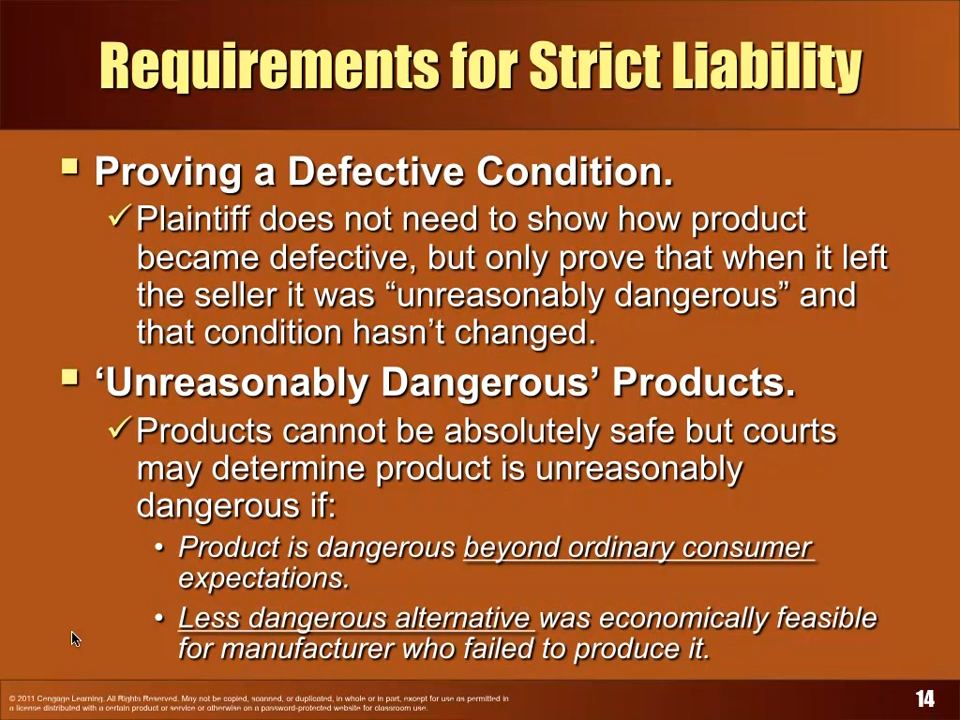 Requirements for Strict Liability
Proving a Defective Condition.
Plaintiff does not need to show how product
became defective, but only prove that when it left
the seller it was “unreasonably dangerous” and
that condition hasn’t changed.
‘Unreasonably Dangerous’ Products.
Products cannot be absolutely safe but courts
may determine product is unreasonably
dangerous if:
• Product is dangerous beyond ordinary consumer
expectations.
• Less dangerous alternative was economically feasible
for manufacturer who failed to produce it.
© 2011 Cengage Learning. All Rights Reserved. May not be copied, scanned, or duplicated, in whole or in part, except for use as permitted in
a license distributed with a certain product or service or otherwise on a password-protected website for classroom use.
14